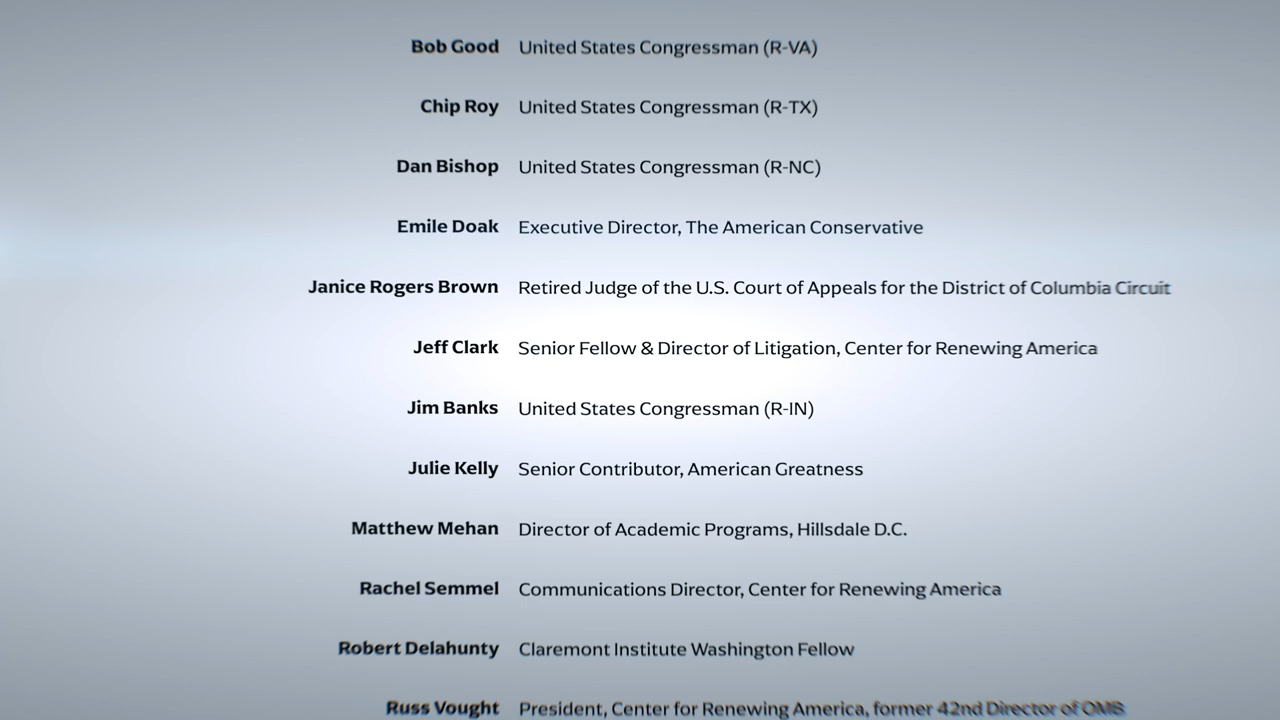 Bob Good United States Congressman (R-VA)
Chip Roy United States Congressman (R-TX)
Dan Bishop United States Congressman (R-NC)
Emile Doak Executive Director, The American Conservative
Janice Rogers Brown Retired Judge of the U.S. Court of Appeals for the District of Columbia Circuit
Jeff Clark Senior Fellow & Director of Litigation, Center for Renewing America
Jim Banks United States Congressman (R-IN)
Julie Kelly Senior Contributor, American Greatness
Matthew Mehan Director of Academic Programs, Hillsdale D.C.
Rachel Semmel Communications Director, Center for Renewing America
Robert Delahunty Claremont Institute Washington Fellow
Russ Vought President, Center for Renewing America, former 42nd Director of OMB